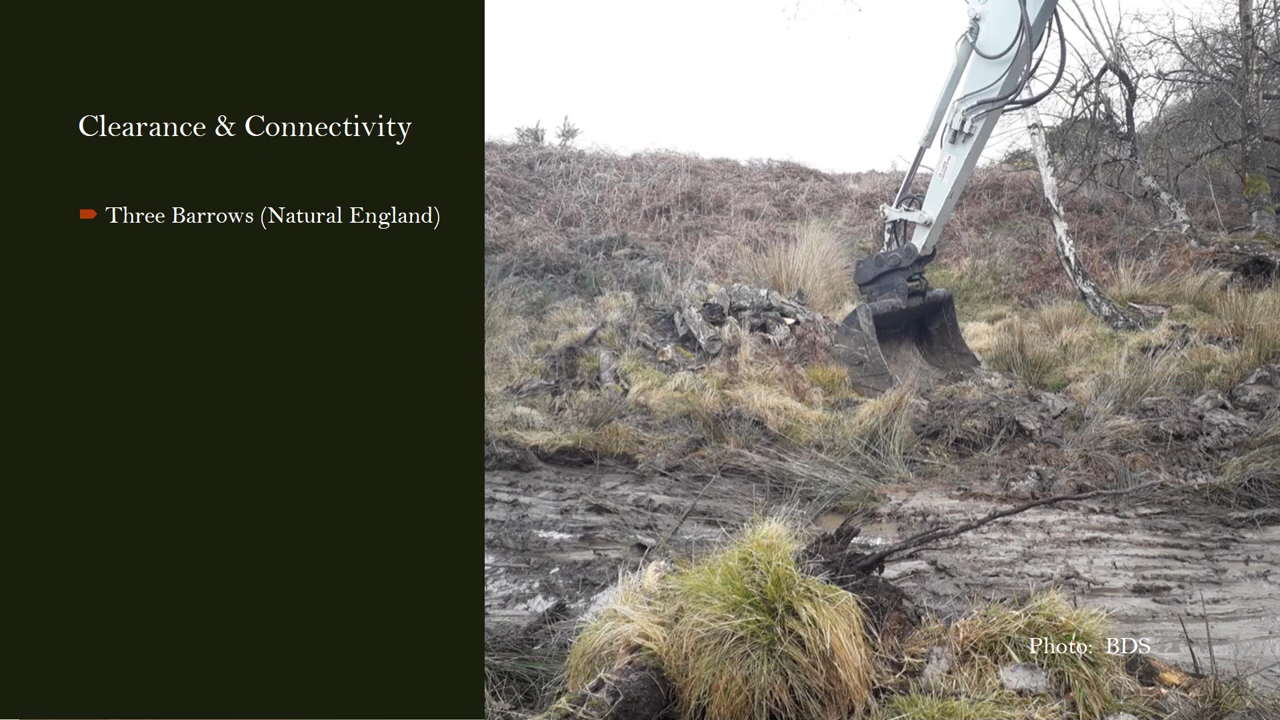 Clearance & Connectivity
Three Barrows (Natural England)
Photo: BDS